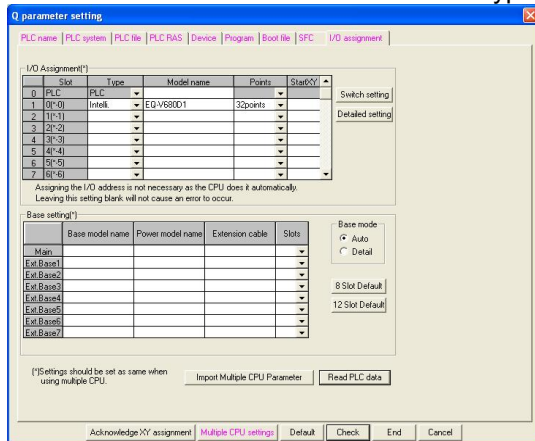 Q parameter setting
PLC name PLC system PLC file PLC RAS Device Program Boot file SFC I/O assignment
I/O Assignment(*)
Slot Type Model name Points StartXY
0 PLC PLC
1 0(*-0) Intelli. EQ-V680D1 32points
2 1(*-1)
3 2(*-2)
4 3(*-3)
5 4(*-4)
6 5(*-5)
7 6(*-6)
Switch setting
Detailed setting
Assigning the I/O address is not necessary as the CPU does it automatically.
Leaving this setting blank will not cause an error to occur.
Base setting(*)
Base model name Power model name Extension cable Slots
Main
Ext.Base1
Ext.Base2
Ext.Base3
Ext.Base4
Ext.Base5
Ext.Base6
Ext.Base7
Base mode
Auto
Detail
8 Slot Default
12 Slot Default
(*)Settings should be set as same when
using multiple CPU.
Import Multiple CPU Parameter Read PLC data
Acknowledge XY assignment Multiple CPU settings Default Check End Cancel